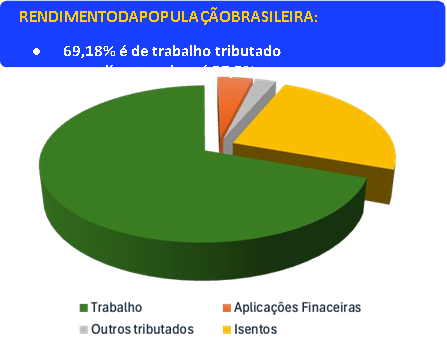 RENDIMENTODAPOPULAÇÃOBRASILEIRA:
● 69,18% é de trabalho tributado
Trabalho
Aplicações Finaceiras
Outros tributados
Isentos